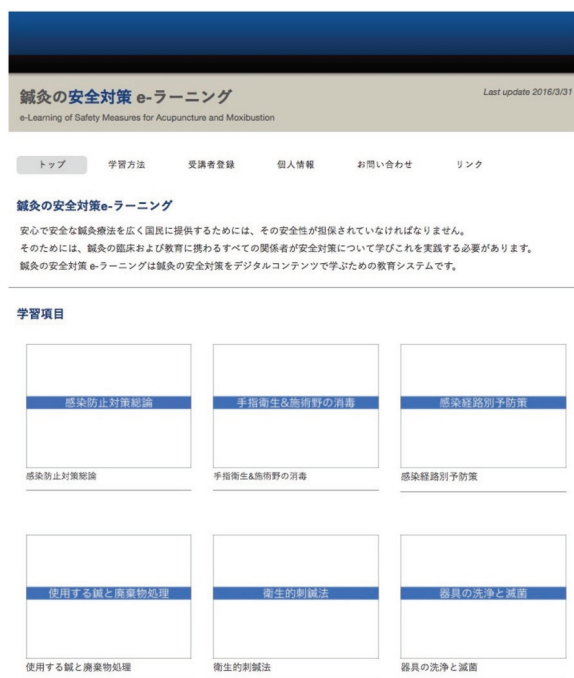 鍼灸の安全対策 e-ラーニング
Last update 2016/3/31
e-Learning of Safety Measures for Acupuncture and Moxibustion
トップ 学習方法 受講者登録 個人情報 お問い合わせ リンク
鍼灸の安全対策e-ラーニング
安心で安全な鍼灸療法を広く国民に提供するためには、その安全性が担保されていなければなりません。
そのためには、鍼灸の臨床および教育に携わるすべての関係者が安全対策について学びこれを実践する必要があります。
鍼灸の安全対策 e-ラーニングは鍼灸の安全対策をデジタルコンテンツで学ぶための教育システムです。
学習項目
感染防止対策総論 手指衛生&施術野の消毒 感染経路別予防策
感染防止対策総論 手指衛生&施術野の消毒 感染経路別予防策
使用する鍼と廃棄物処理 衛生的刺鍼法 器具の洗浄と滅菌
使用する鍼と廃棄物処理 衛生的刺鍼法 器具の洗浄と滅菌